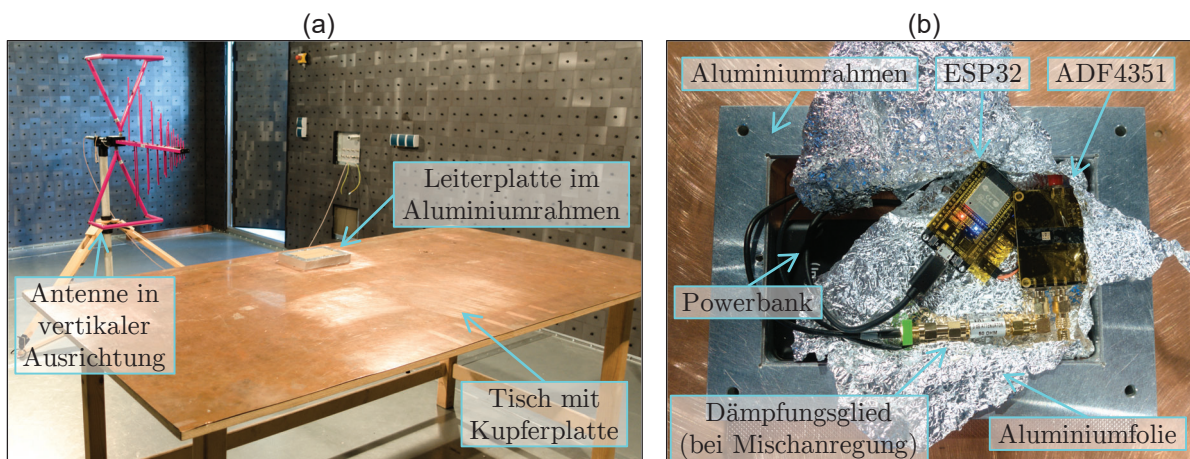 (a)
Leiterplatte im
Aluminiumrahmen
Antenne in
vertikaler
Ausrichtung
Tisch mit
Kupferplatte
(b)
Aluminiumrahmen
ESP32
ADF4351
Powerbank
Dämpfungsglied
(bei Mischanregung)
Aluminiumfolie